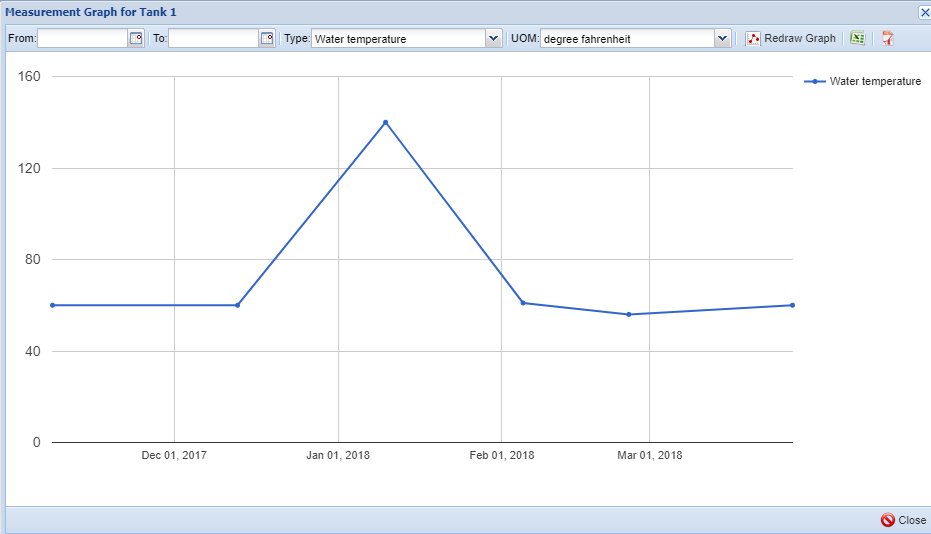 Measurement Graph for Tank 1
From: To: Type: Water temperature UOM: degree fahrenheit Redraw Graph
160
Water temperature
120
80
40
0
Dec 01, 2017 Jan 01, 2018 Feb 01, 2018 Mar 01, 2018
Close